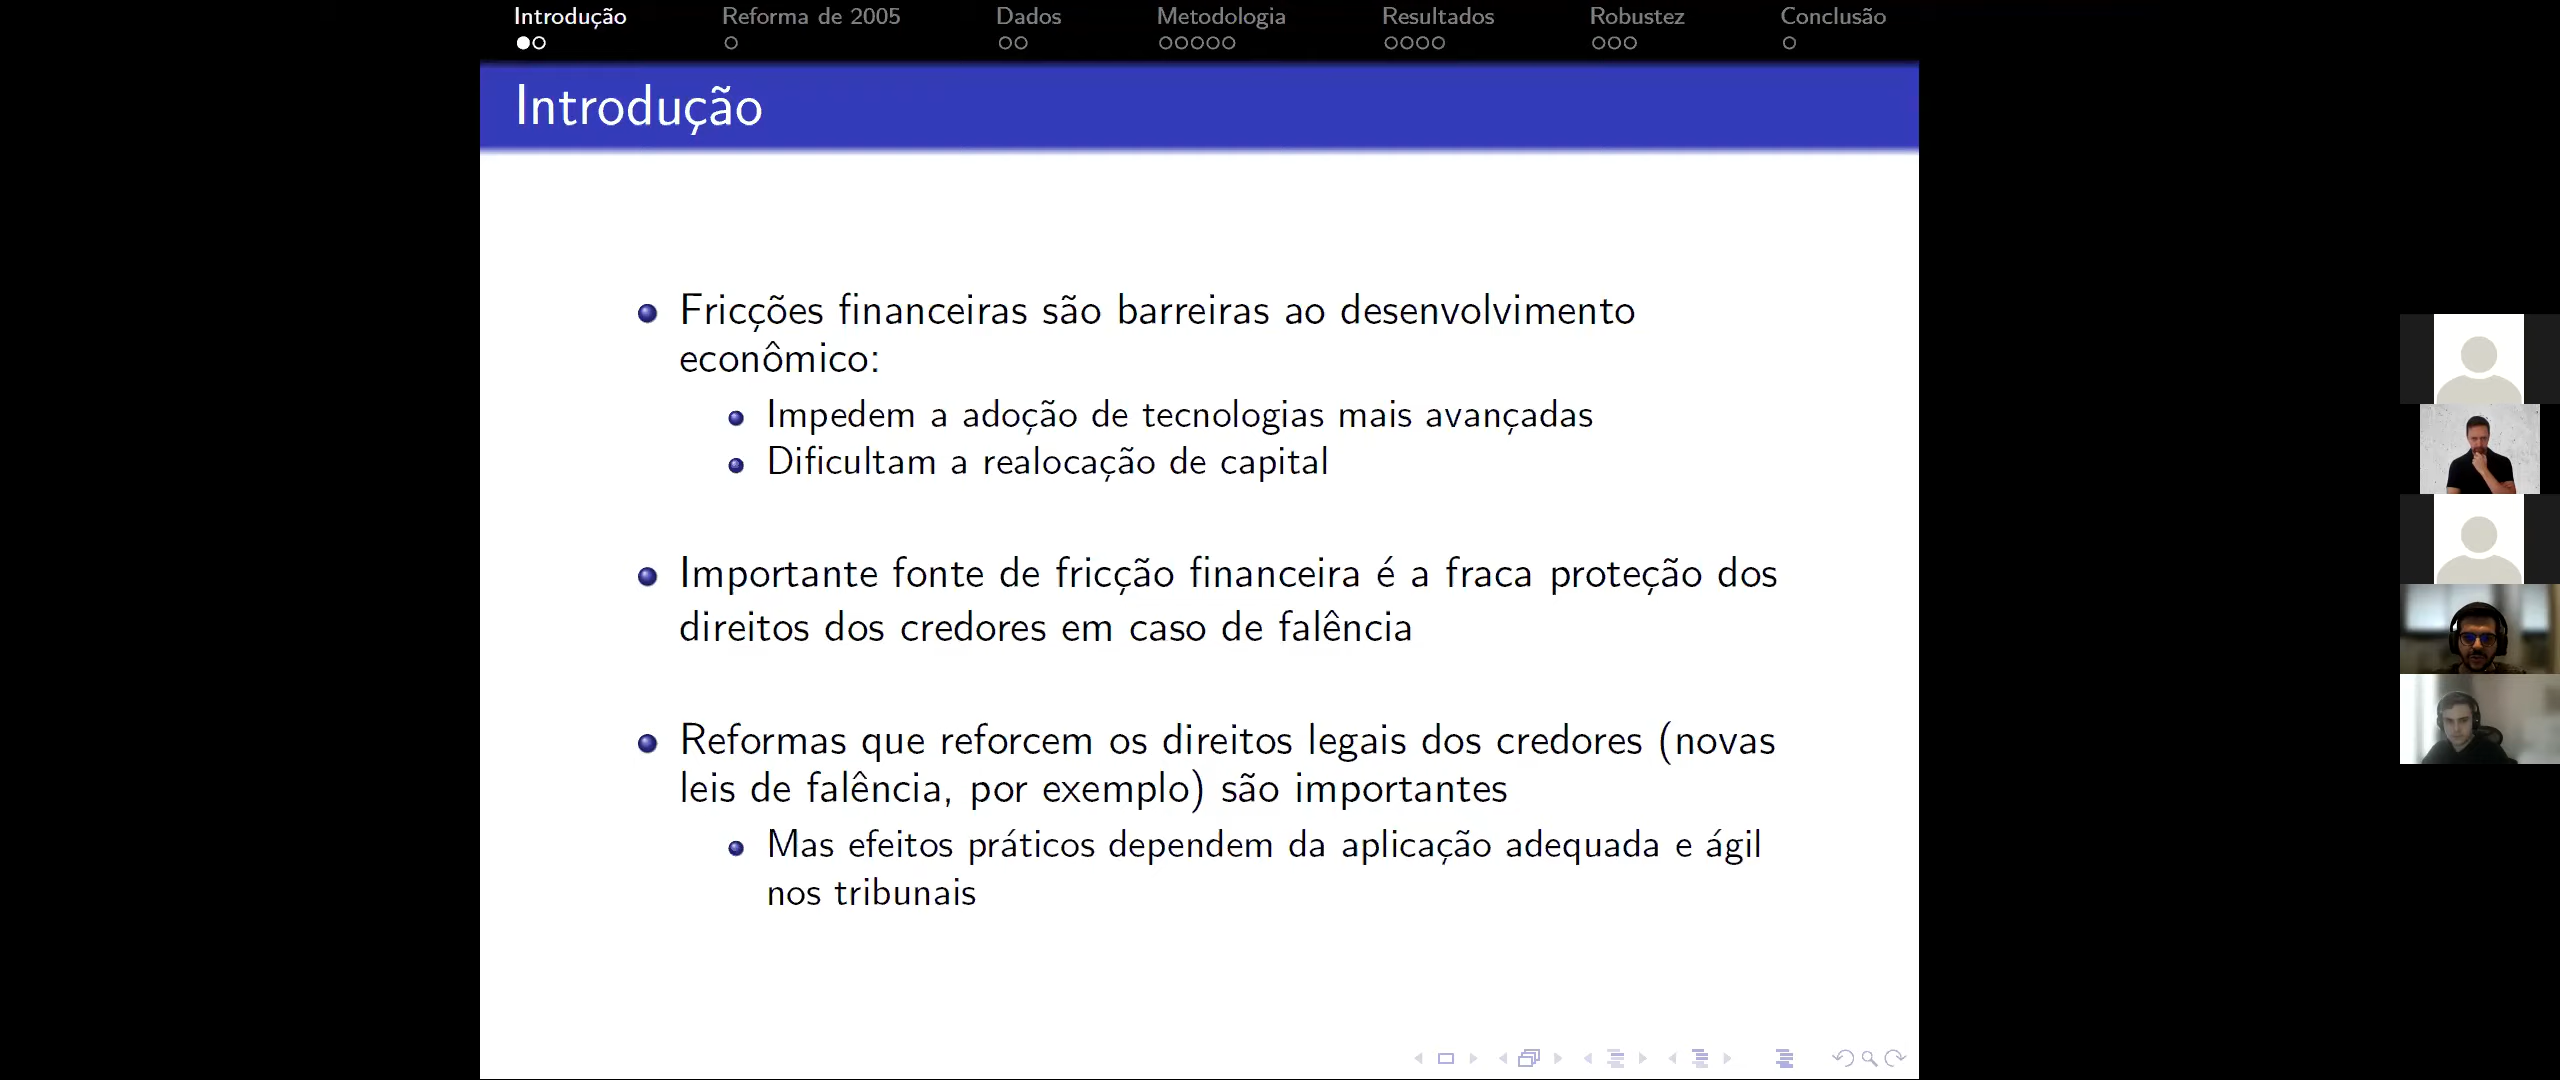 Introdução Reforma de 2005 Dados Metodologia Resultados Robustez Conclusão
Introdução
Fricções financeiras são barreiras ao desenvolvimento
econômico:
Impedem a adoção de tecnologias mais avançadas
Dificultam a realocação de capital
Importante fonte de fricção financeira é a fraca proteção dos
direitos dos credores em caso de falência
Reformas que reforcem os direitos legais dos credores (novas
leis de falência, por exemplo) são importantes
Mas efeitos práticos dependem da aplicação adequada e ágil
nos tribunais